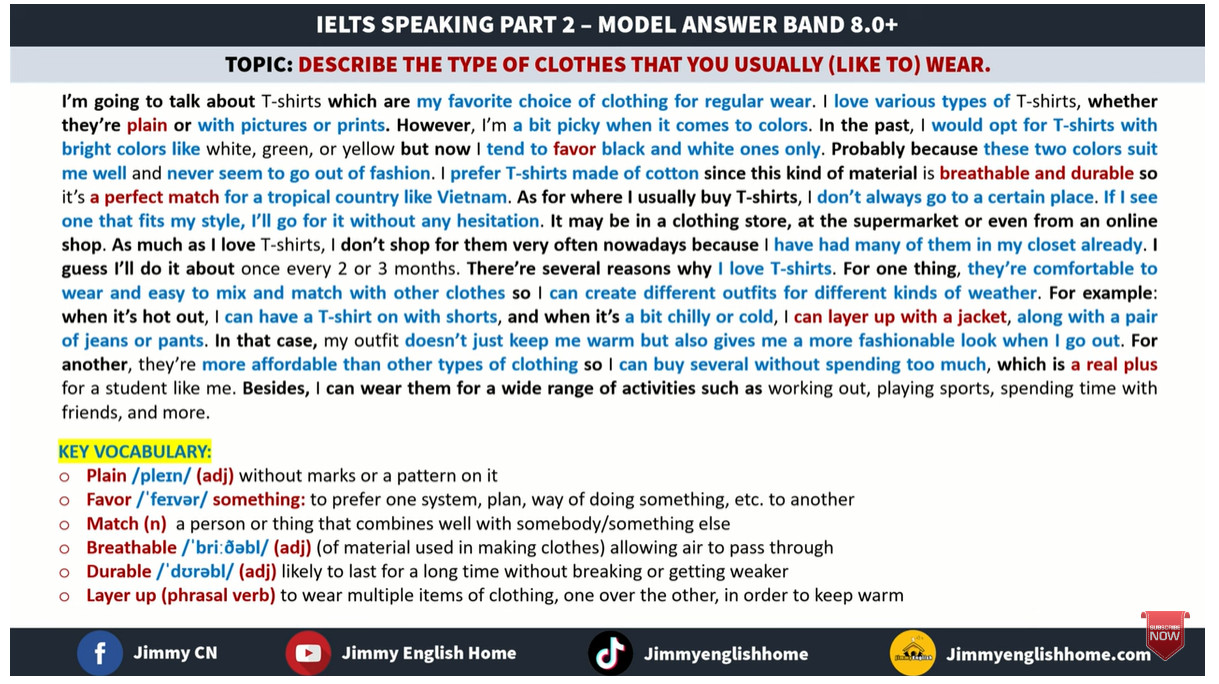 IELTS SPEAKING PART 2 – MODEL ANSWER BAND 8.0+
TOPIC: DESCRIBE THE TYPE OF CLOTHES THAT YOU USUALLY (LIKE TO) WEAR.
I'm going to talk about T-shirts which are my favorite choice of clothing for regular wear. I love various types of T-shirts, whether
they're plain or with pictures or prints. However, I'm a bit picky when it comes to colors. In the past, I would opt for T-shirts with
bright colors like white, green, or yellow but now I tend to favor black and white ones only. Probably because these two colors suit
me well and never seem to go out of fashion. I prefer T-shirts made of cotton since this kind of material is breathable and durable so
it's a perfect match for a tropical country like Vietnam. As for where I usually buy T-shirts, I don't always go to a certain place. If I see
one that fits my style, I'll go for it without any hesitation. It may be in a clothing store, at the supermarket or even from an online
shop. As much as I love T-shirts, I don't shop for them very often nowadays because I have had many of them in my closet already. I
guess I'll do it about once every 2 or 3 months. There're several reasons why I love T-shirts. For one thing, they're comfortable to
wear and easy to mix and match with other clothes so I can create different outfits for different kinds of weather. For example:
when it's hot out, I can have a T-shirt on with shorts, and when it's a bit chilly or cold, I can layer up with a jacket, along with a pair
of jeans or pants. In that case, my outfit doesn't just keep me warm but also gives me a more fashionable look when I go out. For
another, they're more affordable than other types of clothing so I can buy several without spending too much, which is a real plus
for a student like me. Besides, I can wear them for a wide range of activities such as working out, playing sports, spending time with
friends, and more.
KEY VOCABULARY:
o Plain /pleɪn/ (adj) without marks or a pattern on it
o Favor /ˈfeɪvər/ something: to prefer one system, plan, way of doing something, etc. to another
o Match (n) a person or thing that combines well with somebody/something else
o Breathable /ˈbriːðəbl/ (adj) (of material used in making clothes) allowing air to pass through
o Durable /ˈdʊrəbl/ (adj) likely to last for a long time without breaking or getting weaker
o Layer up (phrasal verb) to wear multiple items of clothing, one over the other, in order to keep warm
SUBSCRIBE
NOW
Jimmy CN
Jimmy English Home
Jimmyenglishhome
Jimmyenglishhome.com